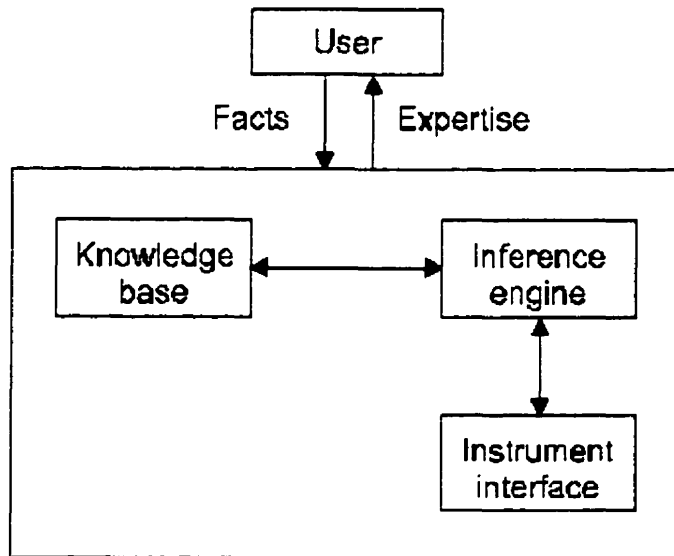 User
Facts
Expertise
Knowledge
base
Inference
engine
Instrument
interface